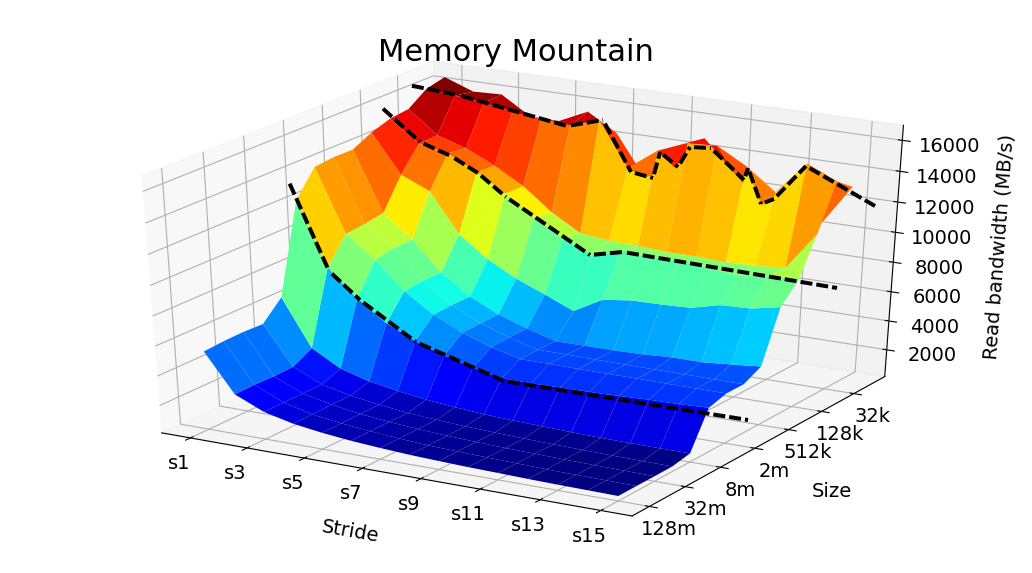 Memory Mountain
16000
14000
12000
10000
8000
6000
4000
2000
Read bandwidth (MB/s)
s1
s3
s5
s7
s9
s11
s13
s15
Stride
32k
128k
512k
2m
8m
32m
128m
Size